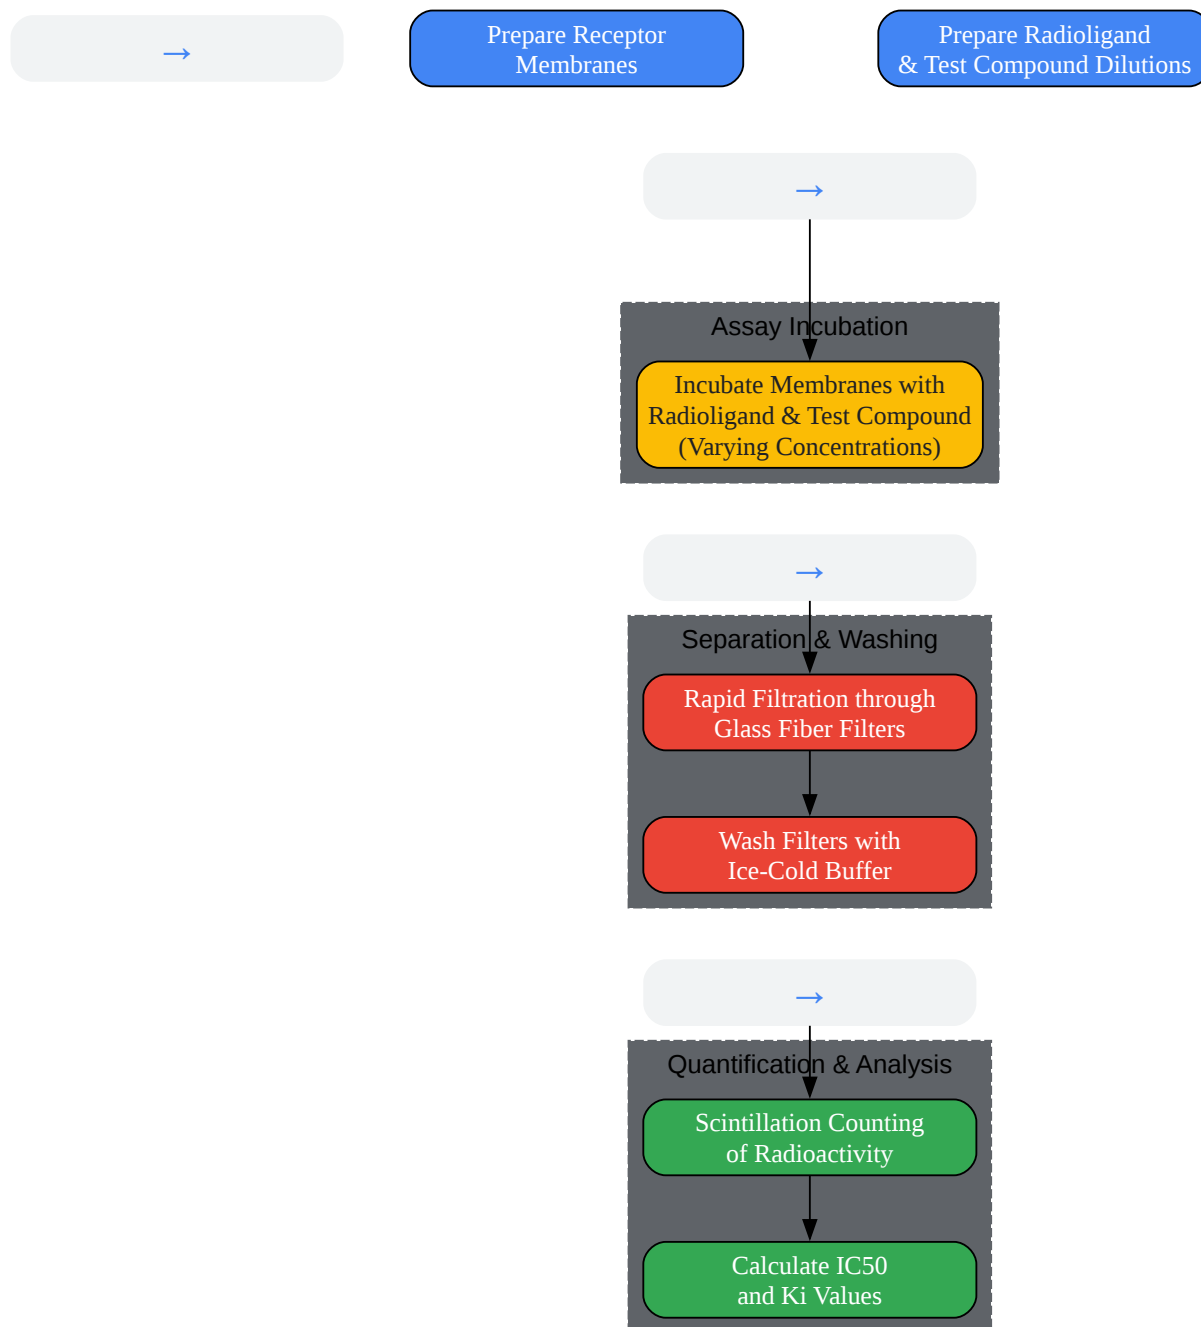 →
Prepare Receptor
Membranes
Prepare Radioligand
& Test Compound Dilutions
→
Assay Incubation
Incubate Membranes with
Radioligand & Test Compound
(Varying Concentrations)
→
Separation & Washing
Rapid Filtration through
Glass Fiber Filters
Wash Filters with
Ice-Cold Buffer
→
Quantification & Analysis
Scintillation Counting
of Radioactivity
Calculate IC50
and Ki Values